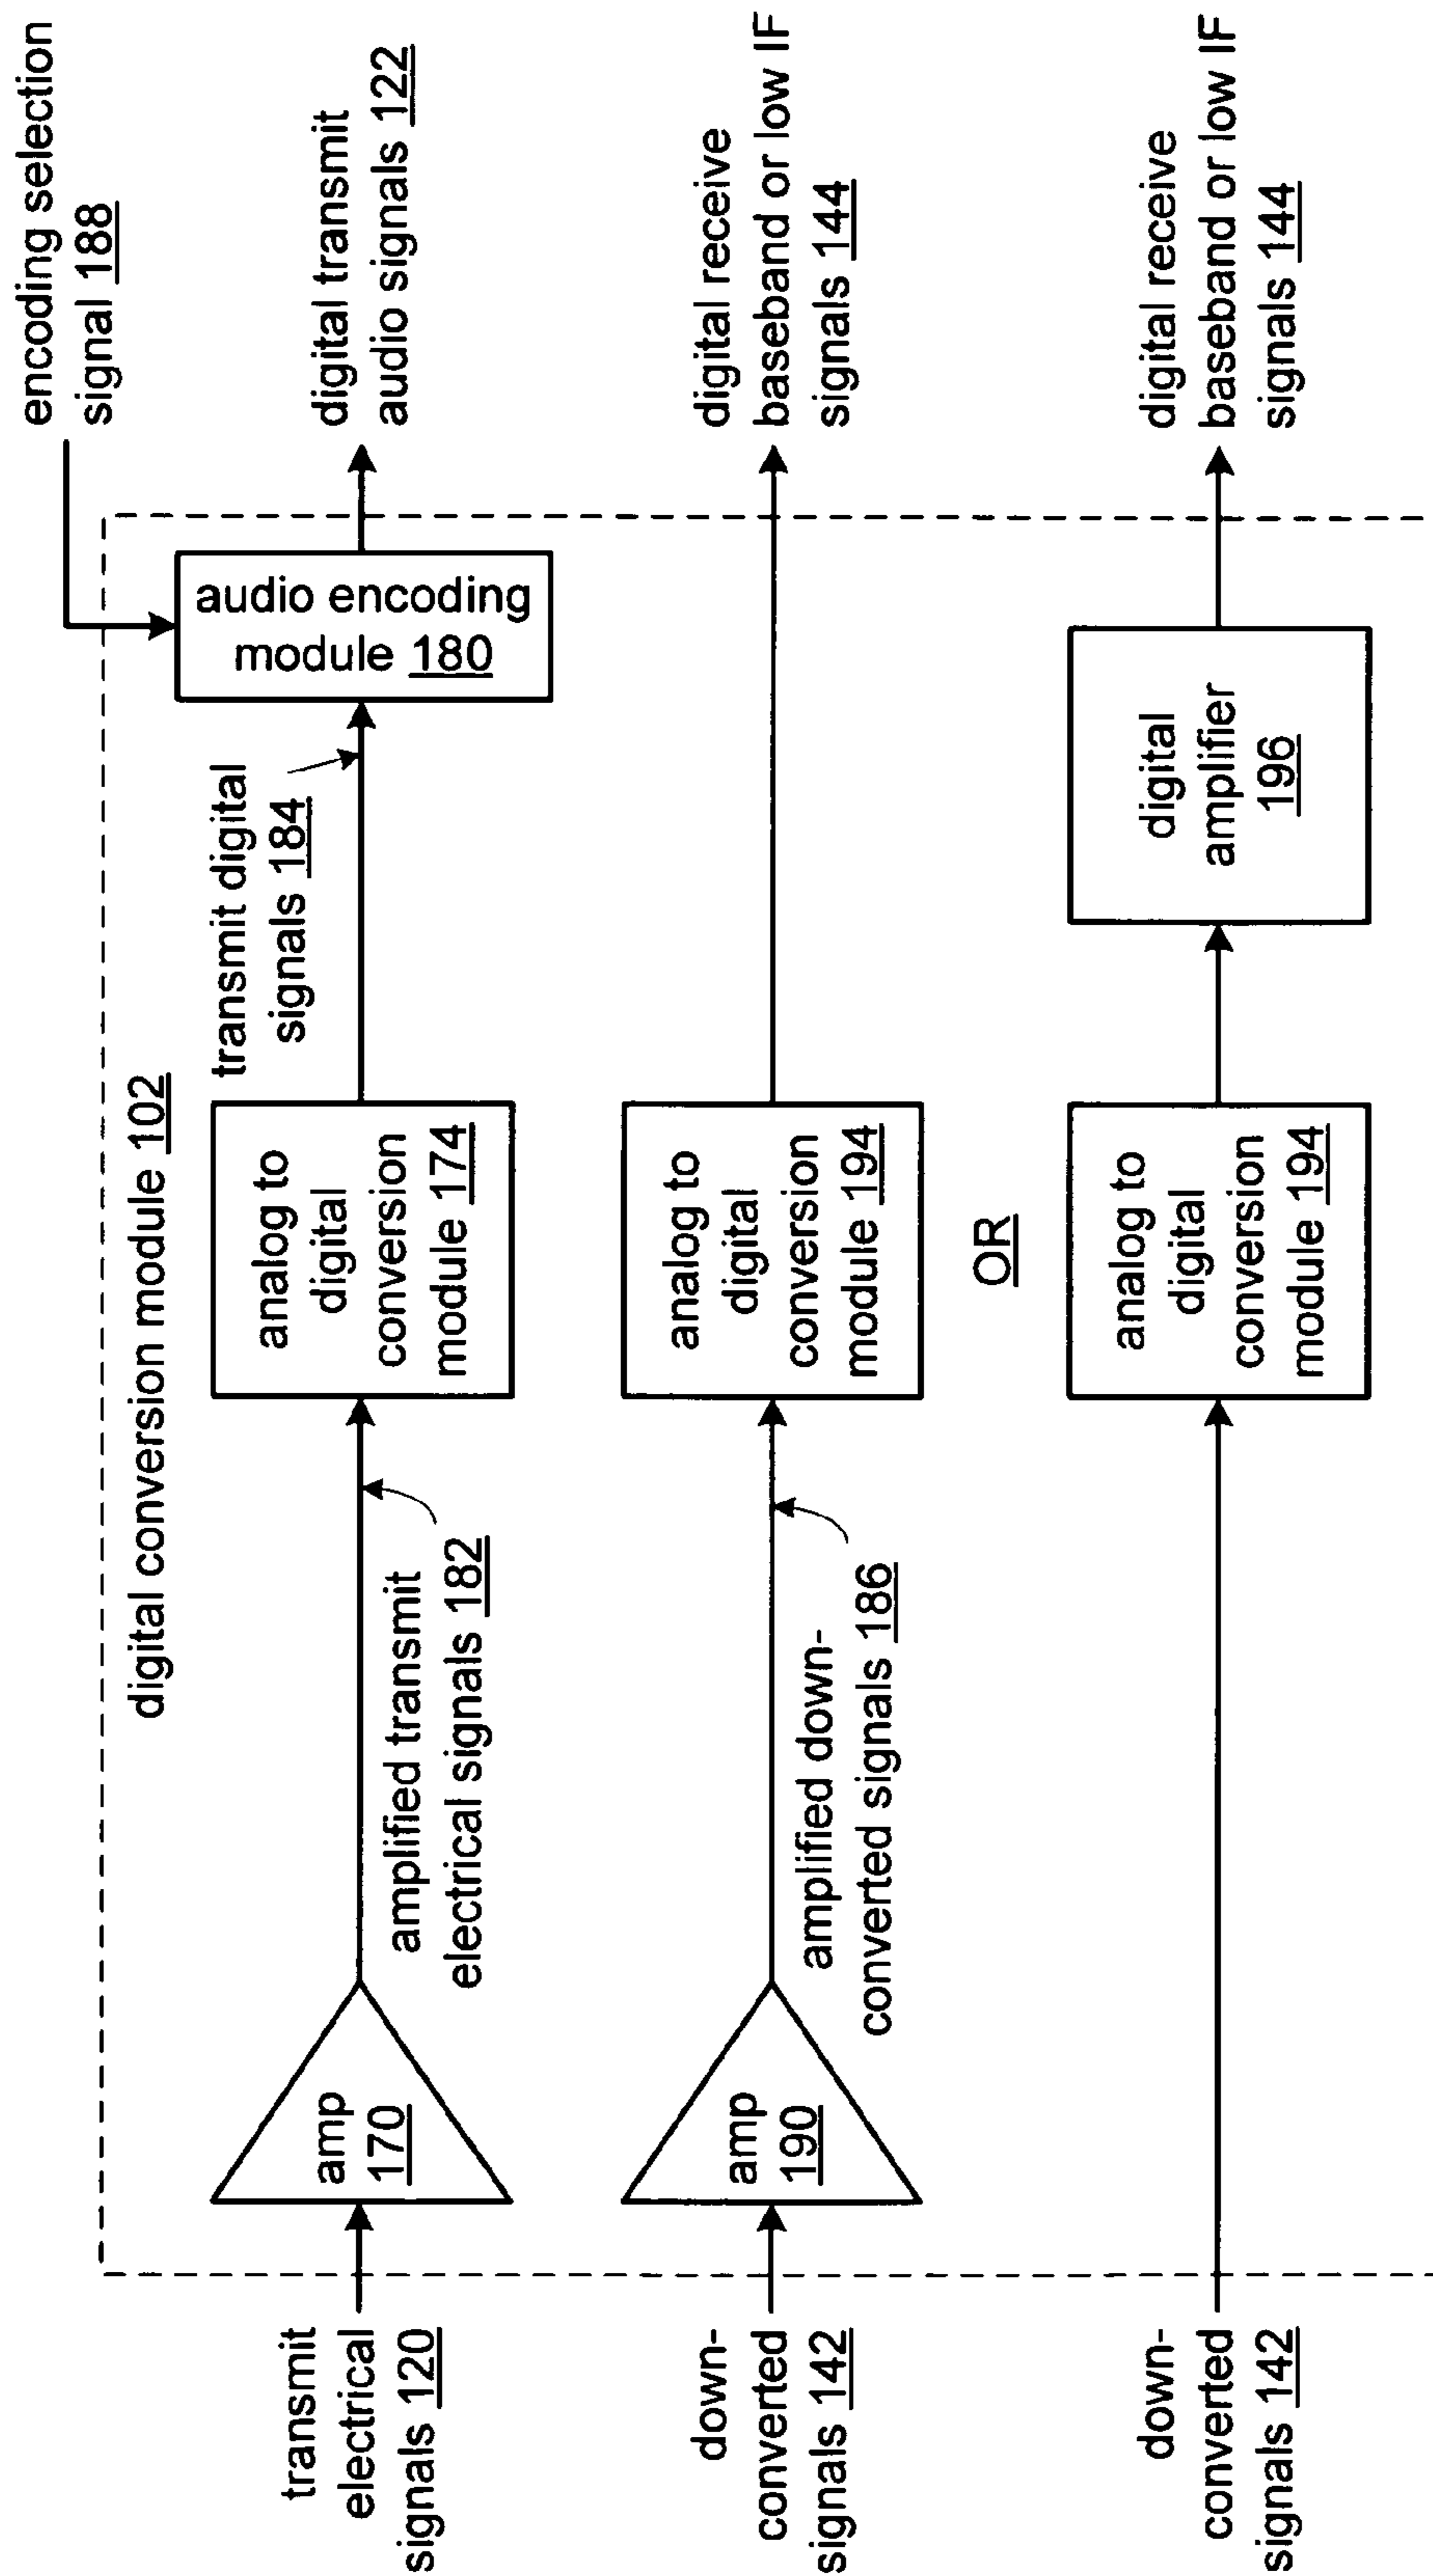 encoding selection
signal 188
digital conversion module 102
transmit
electrical
signals 120
amp
170
amplified transmit
electrical signals 182
analog to
digital
conversion
module 174
transmit digital
signals 184
audio encoding
module 180
digital transmit
audio signals 122
down-
converted
signals 142
amp
190
amplified down-
converted signals 186
analog to
digital
conversion
module 194
digital receive
baseband or low IF
signals 144
OR
down-
converted
signals 142
analog to
digital
conversion
module 194
digital
amplifier
196
digital receive
baseband or low IF
signals 144